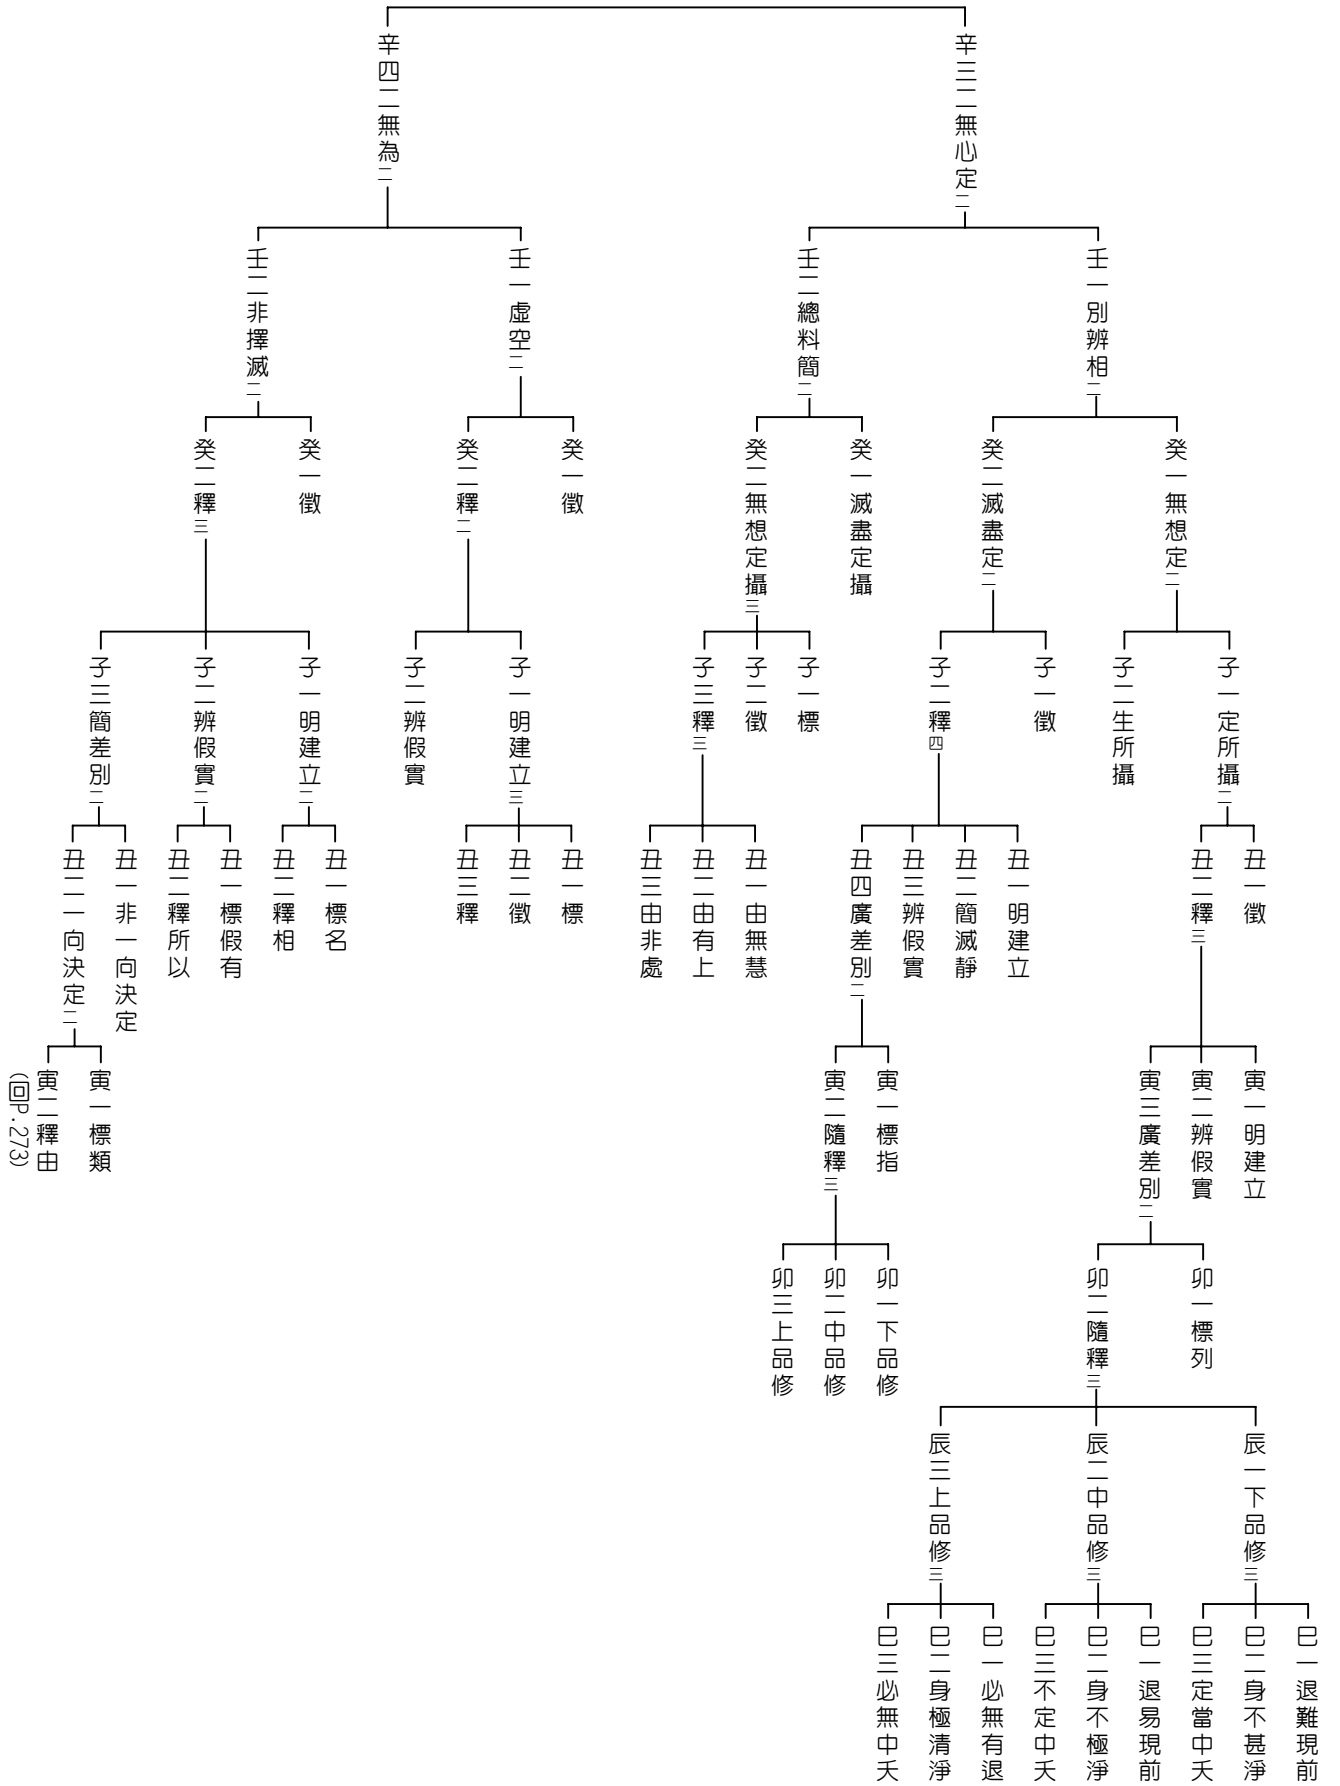 辛三二無心定二
壬一別辨相二
癸一無想定二
子一定所攝二
丑一徵
丑二釋三
寅一明建立
寅二辨假實
寅三廣差別二
卯一標列
卯二隨釋三
辰一下品修三
巳一退難現前
巳二身不甚淨
巳三定當中夭
辰二中品修三
巳一退易現前
巳二身不極淨
巳三不定中夭
辰三上品修三
巳一必無有退
巳二身極清淨
巳三必無中夭
子二生所攝
癸二滅盡定二
子一徵
子二釋四
丑一明建立
丑二簡滅靜
丑三辨假實
丑四廣差別二
寅一標指
寅二隨釋三
卯一下品修
卯二中品修
卯三上品修
壬二總料簡二
癸一滅盡定攝
癸二無想定攝三
子一標
子二徵
子三釋三
丑一由無慧
丑二由有上
丑三由非處
辛四二無為二
壬一虛空二
癸一徵
癸二釋二
子一明建立三
丑一標
丑二徵
丑三釋
子二辨假實
壬二非擇滅二
癸一徵
癸二釋三
子一明建立二
丑一標名
丑二釋相
子二辨假實二
丑一標假有
丑二釋所以
子三簡差別二
丑一非一向決定
丑二一向決定二
寅一標類
寅二釋由
(回P.273)